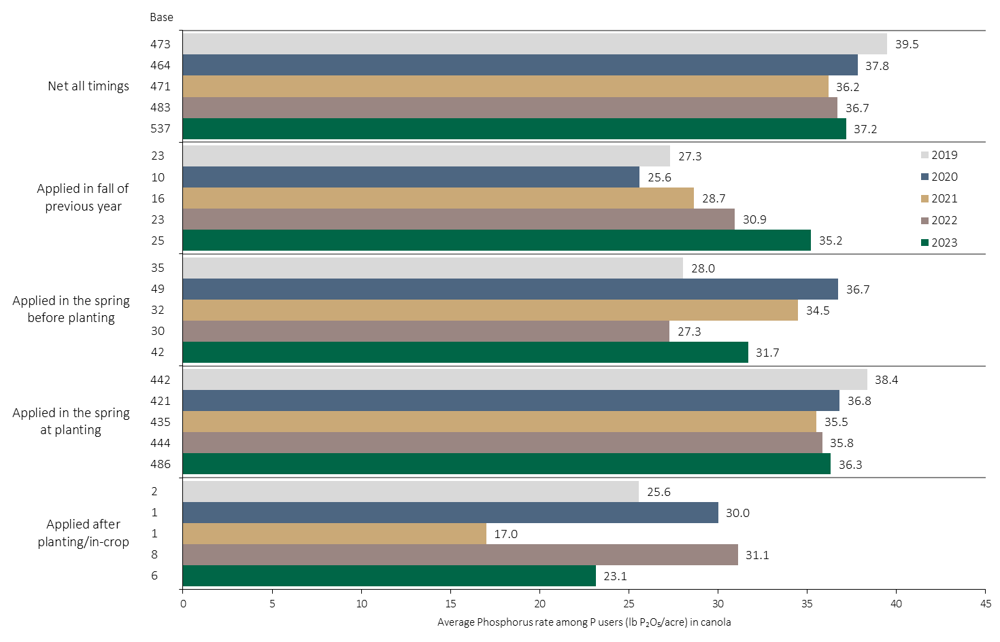 Base
473 39.5
464 37.8
Net all timings 471 36.2
483 36.7
537 37.2
23 27.3
2019
Applied in fall of
previous year
10 25.6
2020
16 28.7
2021
23 30.9
2022
25 35.2
2023
35 28.0
49 36.7
Applied in the spring
before planting
32 34.5
30 27.3
42 31.7
442 38.4
421 36.8
Applied in the spring
at planting
435 35.5
444 35.8
486 36.3
2 25.6
1 30.0
Applied after
planting/in-crop
1 17.0
8 31.1
6 23.1
0 5 10 15 20 25 30 35 40 45
Average Phosphorus rate among P users (lb P₂O₅/acre) in canola